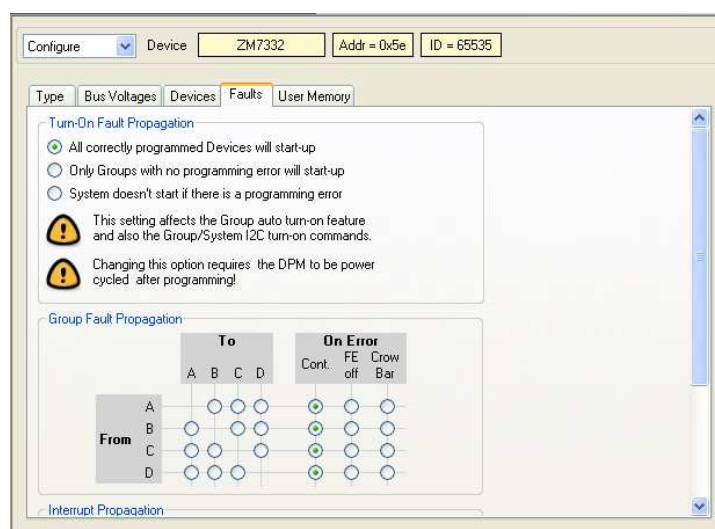 Configure Device ZM7332 Addr = 0x5e ID = 65535
Type Bus Voltages Devices Faults User Memory
Turn-On Fault Propagation
All correctly programmed Devices will start-up
Only Groups with no programming error will start-up
System doesn't start if there is a programming error
This setting affects the Group auto turn-on feature
and also the Group/System I2C turn-on commands.
Changing this option requires the DPM to be power
cycled after programming!
Group Fault Propagation
To On Error
A B C D Cont. FE off Crow Bar
From
A
B
C
D
Interrupt Propagation